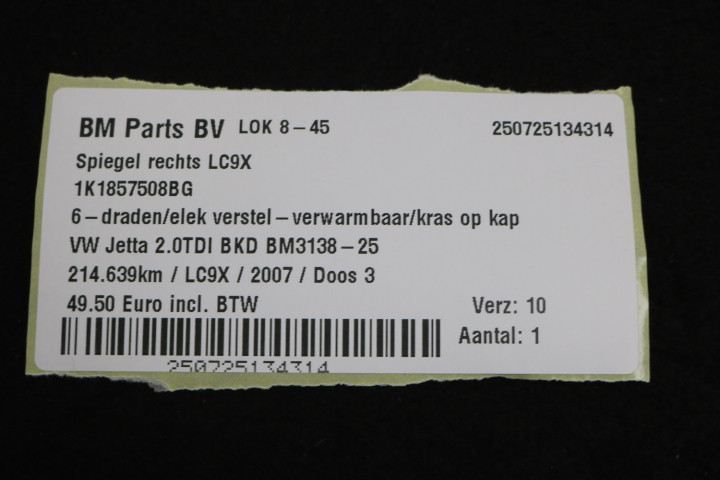 BM Parts BV LOK 8-45 250725134314
Spiegel rechts LC9X
1K1857508BG
6-draden/elek verstel-verwarmbaar/kras op kap
VW Jetta 2.0TDI BKD BM3138-25
214.639km / LC9X / 2007 / Doos 3
49.50 Euro incl. BTW Verz: 10
Aantal: 1
250725134314